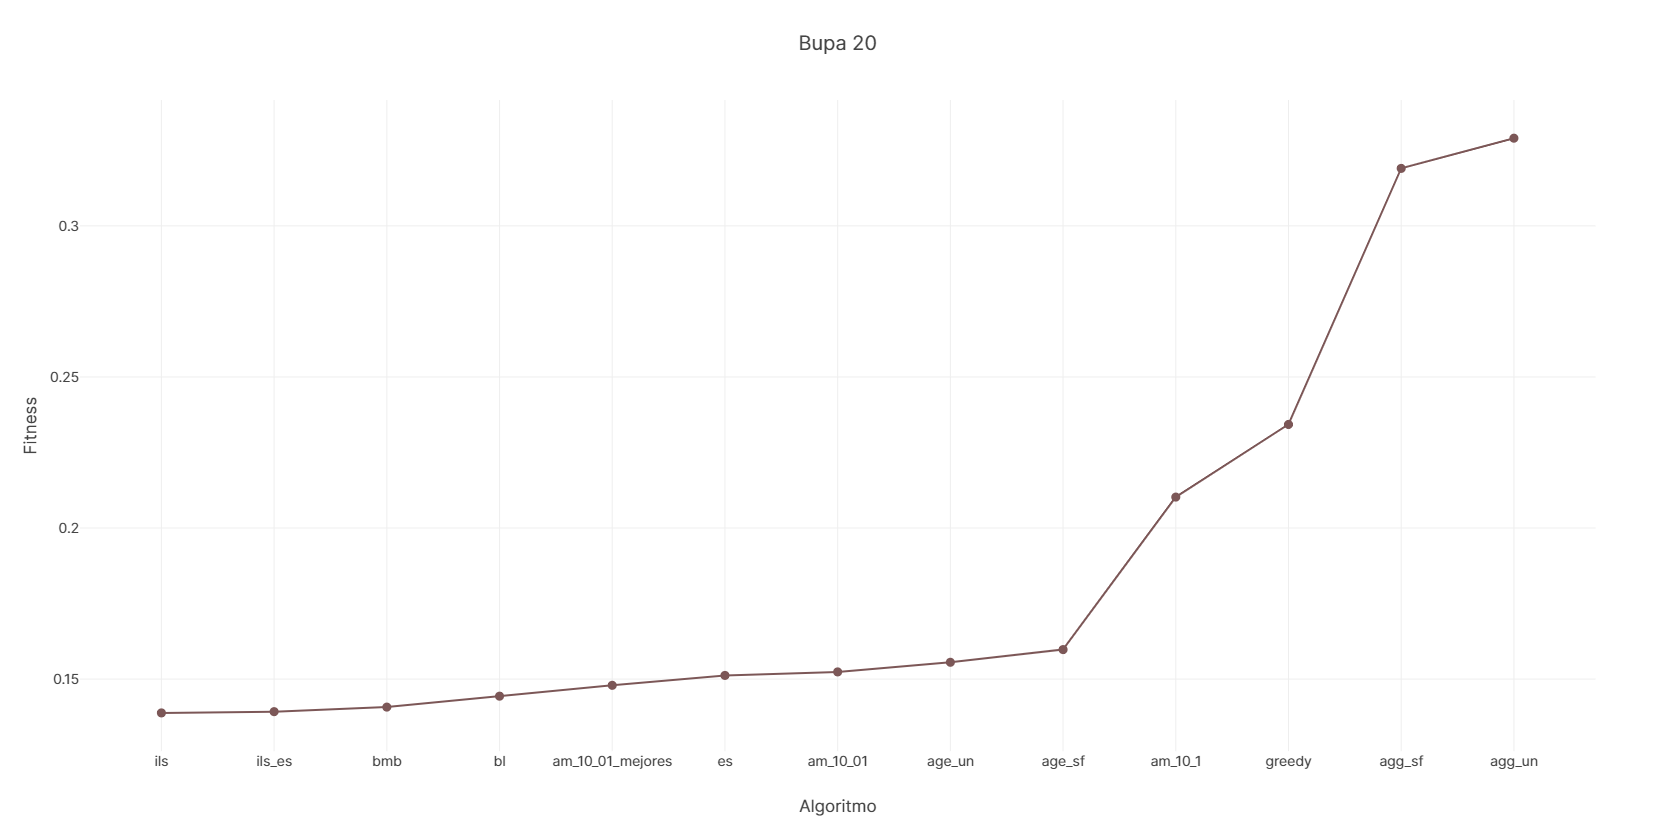 Bupa 20
0.3
0.25
0.2
0.15
Fitness
ils ils_es bmb bl am_10_01_mejores es am_10_01 age_un age_sf am_10_1 greedy agg_sf agg_un
Algoritmo